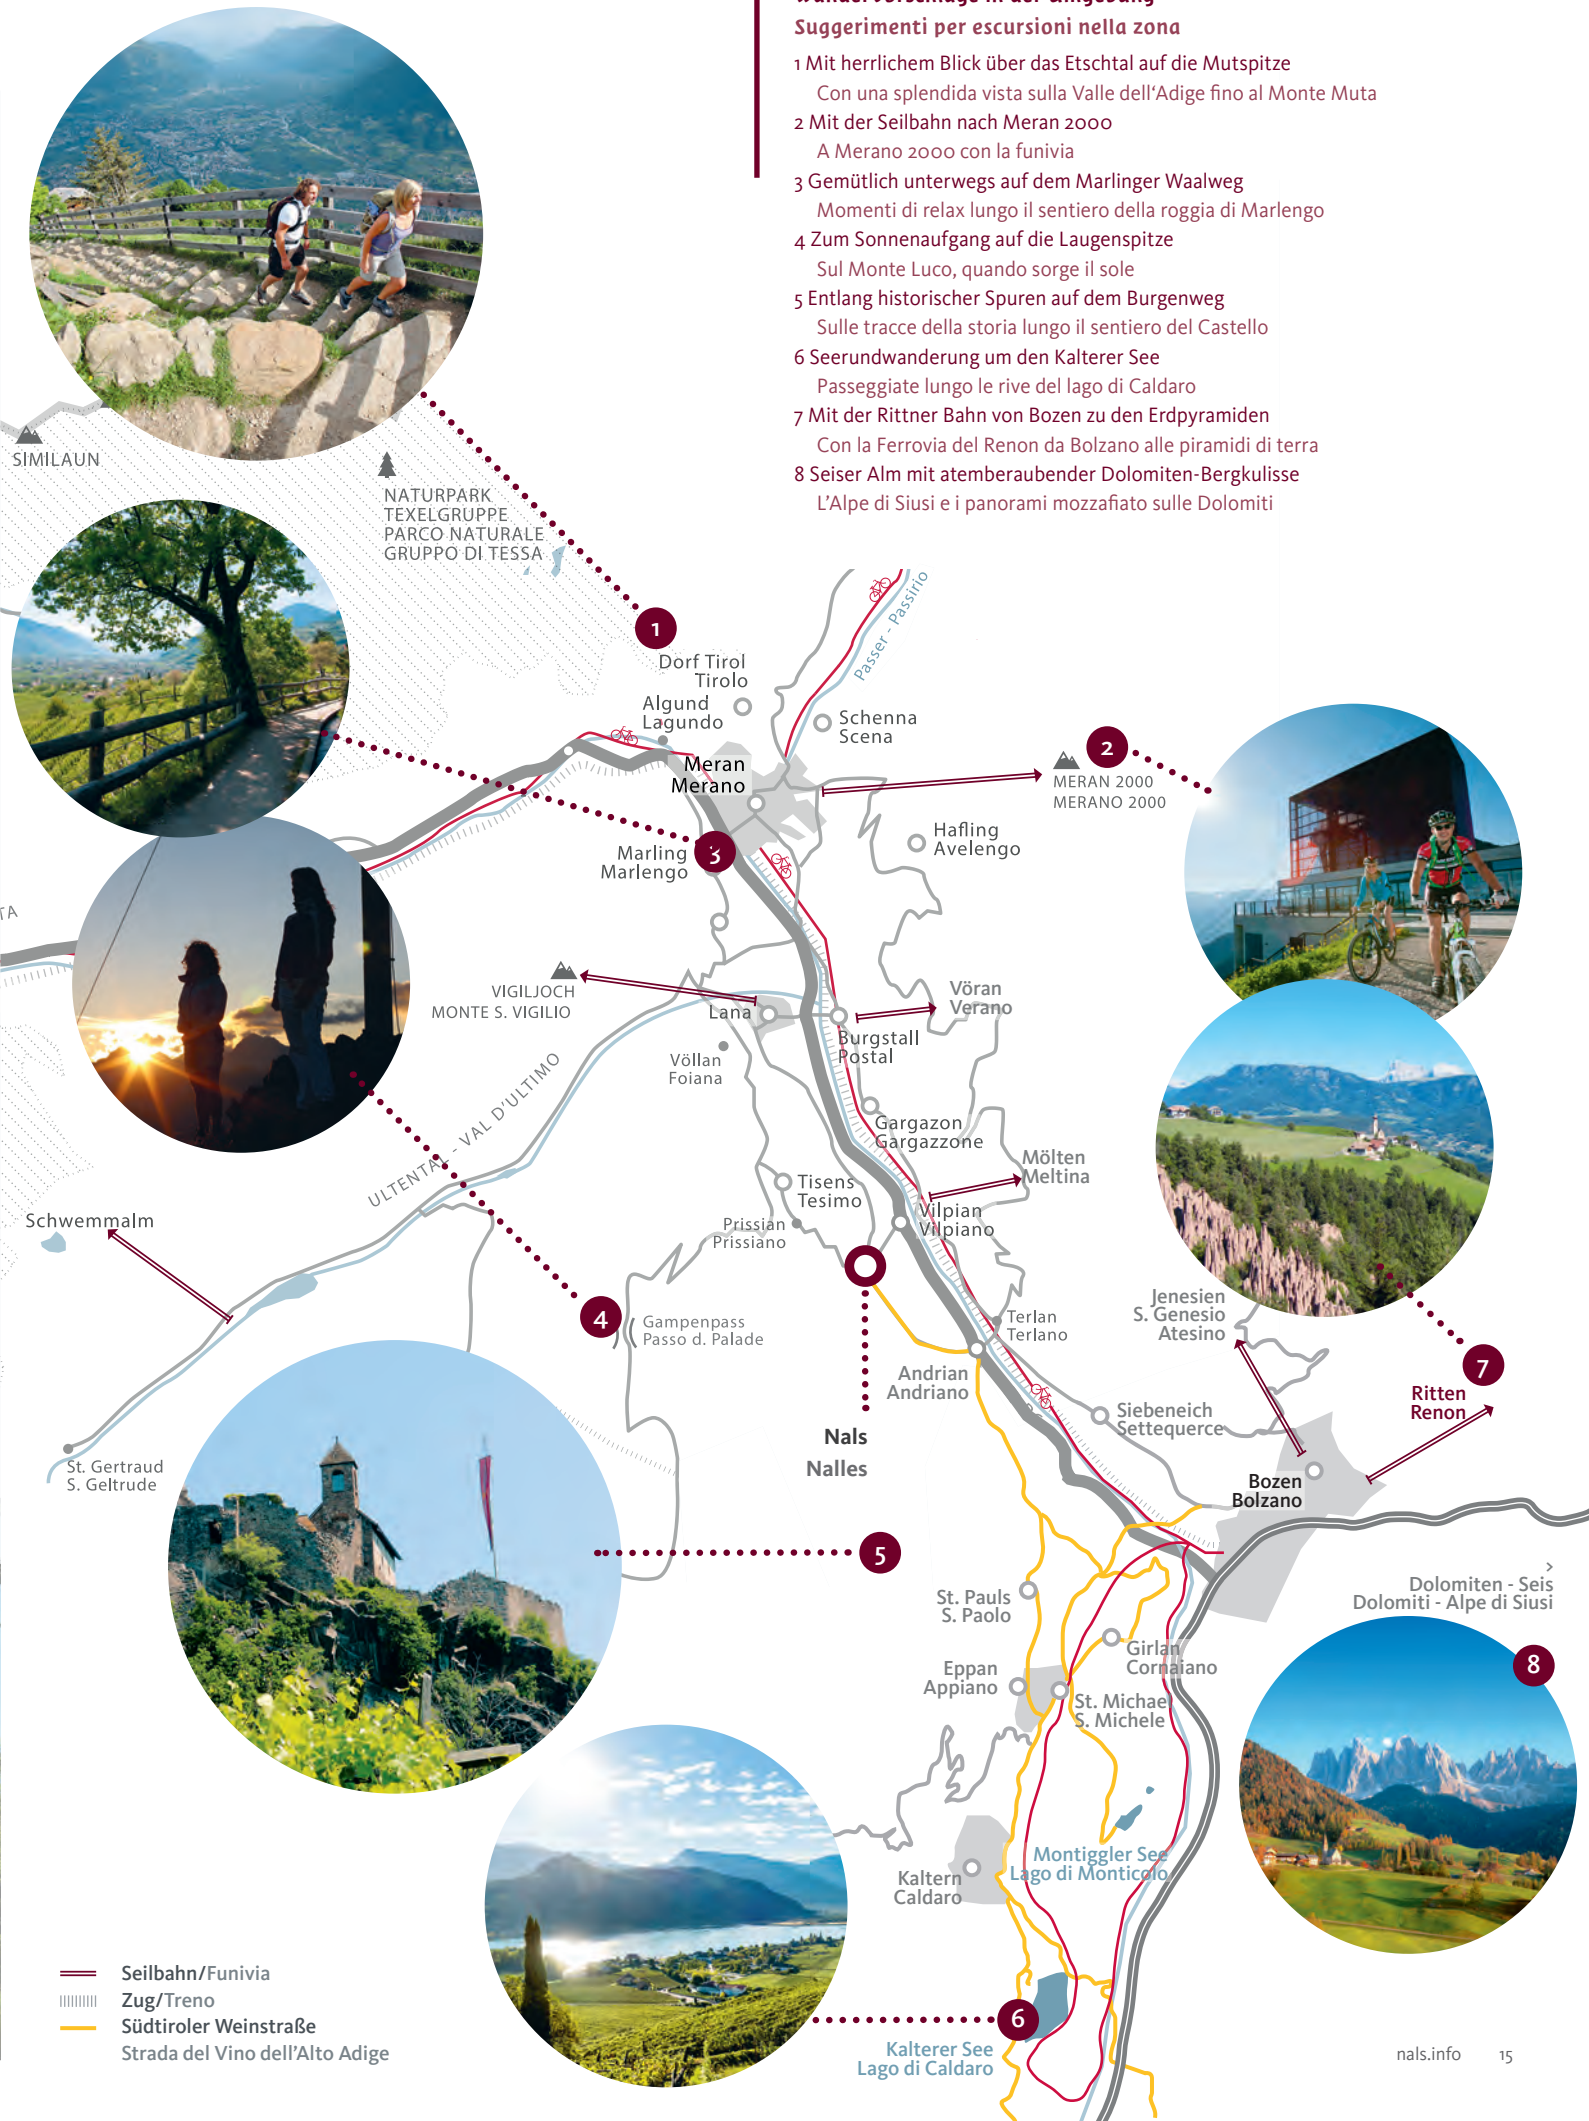 Wandervorschläge in der Umgebung
Suggerimenti per escursioni nella zona
1 Mit herrlichem Blick über das Etschtal auf die Mutspitze
Con una splendida vista sulla Valle dell‘Adige fino al Monte Muta
2 Mit der Seilbahn nach Meran 2000
A Merano 2000 con la funivia
3 Gemütlich unterwegs auf dem Marlinger Waalweg
Momenti di relax lungo il sentiero della roggia di Marlengo
4 Zum Sonnenaufgang auf die Laugenspitze
Sul Monte Luco, quando sorge il sole
5 Entlang historischer Spuren auf dem Burgenweg
Sulle tracce della storia lungo il sentiero del Castello
6 Seerundwanderung um den Kalterer See
Passeggiate lungo le rive del lago di Caldaro
7 Mit der Rittner Bahn von Bozen zu den Erdpyramiden
Con la Ferrovia del Renon da Bolzano alle piramidi di terra
8 Seiser Alm mit atemberaubender Dolomiten-Bergkulisse
L’Alpe di Siusi e i panorami mozzafiato sulle Dolomiti
SIMILAUN
NATURPARK
TEXELGRUPPE
PARCO NATURALE
GRUPPO DI TESSA
Passer - Passirio
1
Dorf Tirol
Tirolo
Algund
Lagundo
Schenna
Scena
2
MERAN 2000
MERANO 2000
Meran
Merano
Hafling
Avelengo
3
Marling
Marlengo
TA
VIGILJOCH
MONTE S. VIGILIO
Lana
Vöran
Verano
Burgstall
Postal
Völlan
Foiana
ULTENTAL - VAL D'ULTIMO
Gargazon
Gargazzone
Mölten
Meltina
Tisens
Tesimo
Vilpian
Vilpiano
Prissian
Prissiano
Schwemmalm
4
Gampenpass
Passo d. Palade
Terlan
Terlano
Jenesien
S. Genesio
Atesino
7
Ritten
Renon
Andrian
Andriano
Siebeneich
Settequerce
Nals
Nalles
St. Gertraud
S. Geltrude
Bozen
Bolzano
5
>
Dolomiten - Seis
Dolomiti - Alpe di Siusi
St. Pauls
S. Paolo
Girlan
Cornaiano
8
Eppan
Appiano
St. Michae
S. Michele
Montiggler See
Lago di Monticolo
Kaltern
Caldaro
6
Kalterer See
Lago di Caldaro
Seilbahn/Funivia
Zug/Treno
Südtiroler Weinstraße
Strada del Vino dell’Alto Adige
nals.info 15